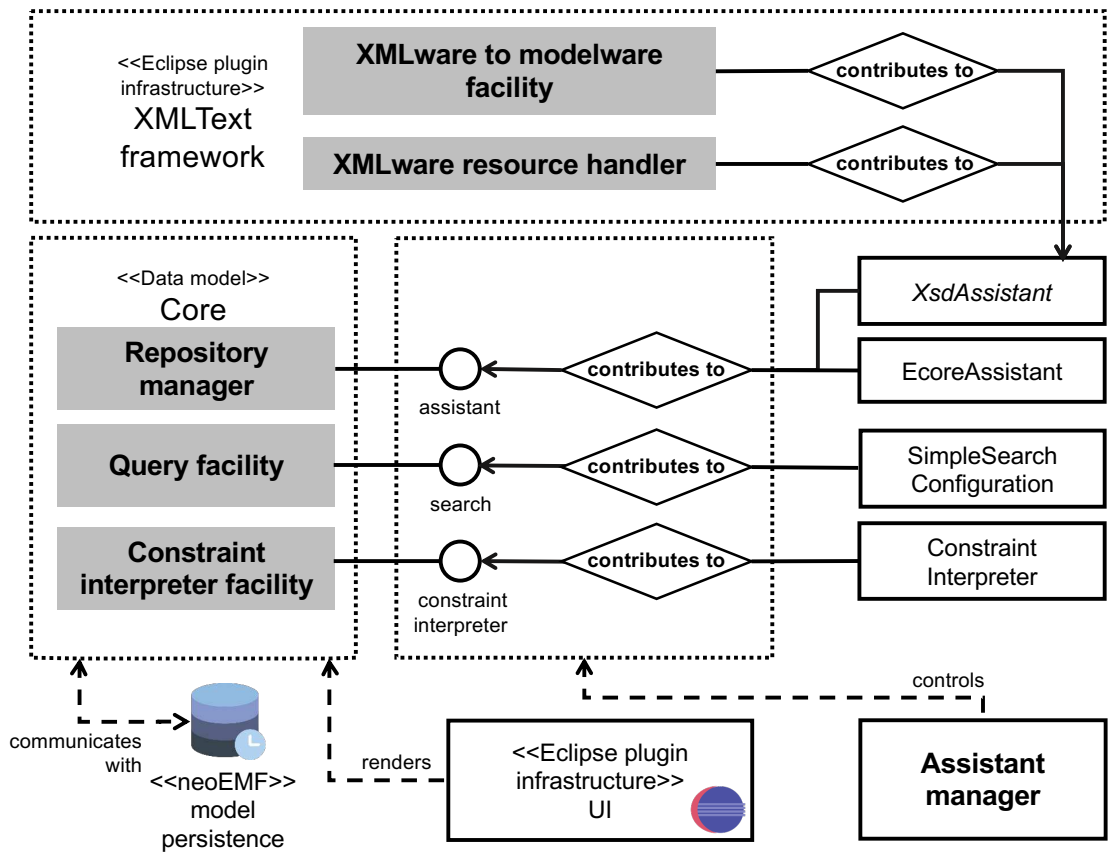 <<Eclipse plugin
infrastructure>>
XMLText
framework
XMLware to modelware
facility
contributes to
XMLware resource handler
contributes to
<<Data model>>
Core
Repository
manager
assistant
contributes to
XsdAssistant
EcoreAssistant
Query facility
search
contributes to
SimpleSearch
Configuration
Constraint
interpreter facility
constraint
interpreter
contributes to
Constraint
Interpreter
communicates
with
<<neoEMF>>
model
persistence
renders
<<Eclipse plugin
infrastructure>>
UI
controls
Assistant
manager